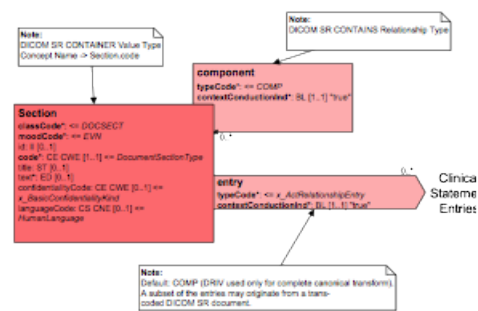 Note:
DICOM SR CONTAINER Value Type
Concept Name -> Section.code
Note:
DICOM SR CONTAINS Relationship Type
component
typeCode*: <= COMP
contextConductionInd*: BL [1..1] "true"
0..*
Section
classCode*: <= DOCSECT
moodCode*: <= EVN
id: II [0..1]
code*: CE CWE [1..1] <= DocumentSectionType
title: ST [0..1]
text*: ED [0..1]
confidentialityCode: CE CWE [0..1] <=
x_BasicConfidentialityKind
languageCode: CS CNE [0..1] <=
HumanLanguage
entry
typeCode*: <= x_ActRelationshipEntry
contextConductionInd*: BL [1..1] "true"
0..*
Clinica
Stateme
Entries
Note:
Default: COMP (DRIV used only for complete canonical transform).
A subset of the entries may originate from a trans-
coded DICOM SR document.